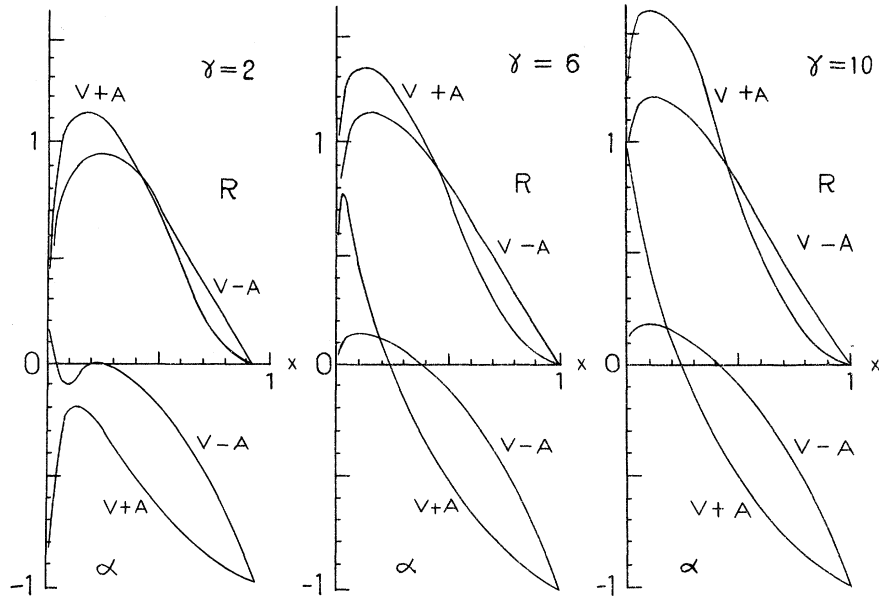 γ=2
V+A
1
R
V-A
0
1
x
V-A
V+A
α
-1
γ = 6
V +A
1
R
V-A
0
1
x
V-A
V+A
α
-1
γ=10
V +A
1
R
V-A
0
1
x
V-A
V+A
α
-1